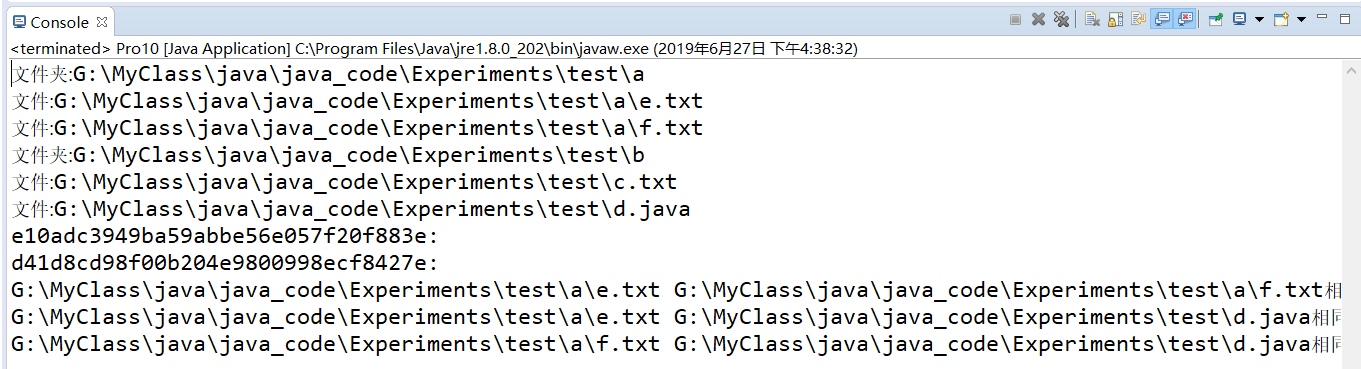 Console
<terminated> Pro10 [Java Application] C:\Program Files\Java\jre1.8.0_202\bin\javaw.exe (2019年6月27日 下午4:38:32)
文件夹:G:\MyClass\java\java_code\Experiments\test\a
文件:G:\MyClass\java\java_code\Experiments\test\a\e.txt
文件:G:\MyClass\java\java_code\Experiments\test\a\f.txt
文件夹:G:\MyClass\java\java_code\Experiments\test\b
文件:G:\MyClass\java\java_code\Experiments\test\c.txt
文件:G:\MyClass\java\java_code\Experiments\test\d.java
e10adc3949ba59abbe56e057f20f883e:
d41d8cd98f00b204e9800998ecf8427e:
G:\MyClass\java\java_code\Experiments\test\a\e.txt G:\MyClass\java\java_code\Experiments\test\a\f.txt相
G:\MyClass\java\java_code\Experiments\test\a\e.txt G:\MyClass\java\java_code\Experiments\test\d.java相同
G:\MyClass\java\java_code\Experiments\test\a\f.txt G:\MyClass\java\java_code\Experiments\test\d.java相同